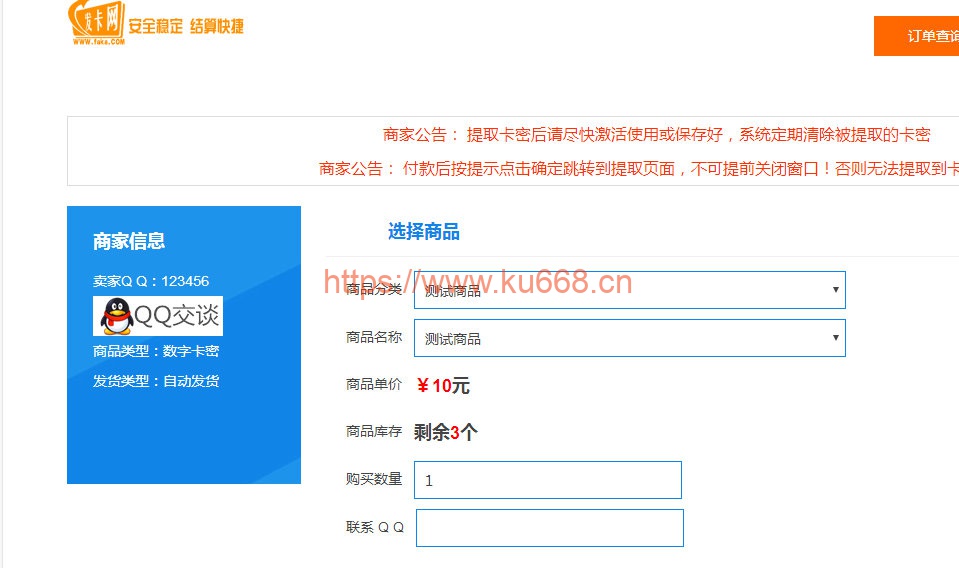 发卡网
www.faka.COM
安全稳定 结算快捷
订单查询
商家公告： 提取卡密后请尽快激活使用或保存好，系统定期清除被提取的卡密
商家公告： 付款后按提示点击确定跳转到提取页面，不可提前关闭窗口！否则无法提取到卡
商家信息
卖家Q Q：123456
QQ交谈
商品类型：数字卡密
发货类型：自动发货
选择商品
https://www.ku668.cn
商品分类 测试商品
商品名称 测试商品
商品单价 ￥10元
商品库存 剩余3个
购买数量 1
联系 Q Q